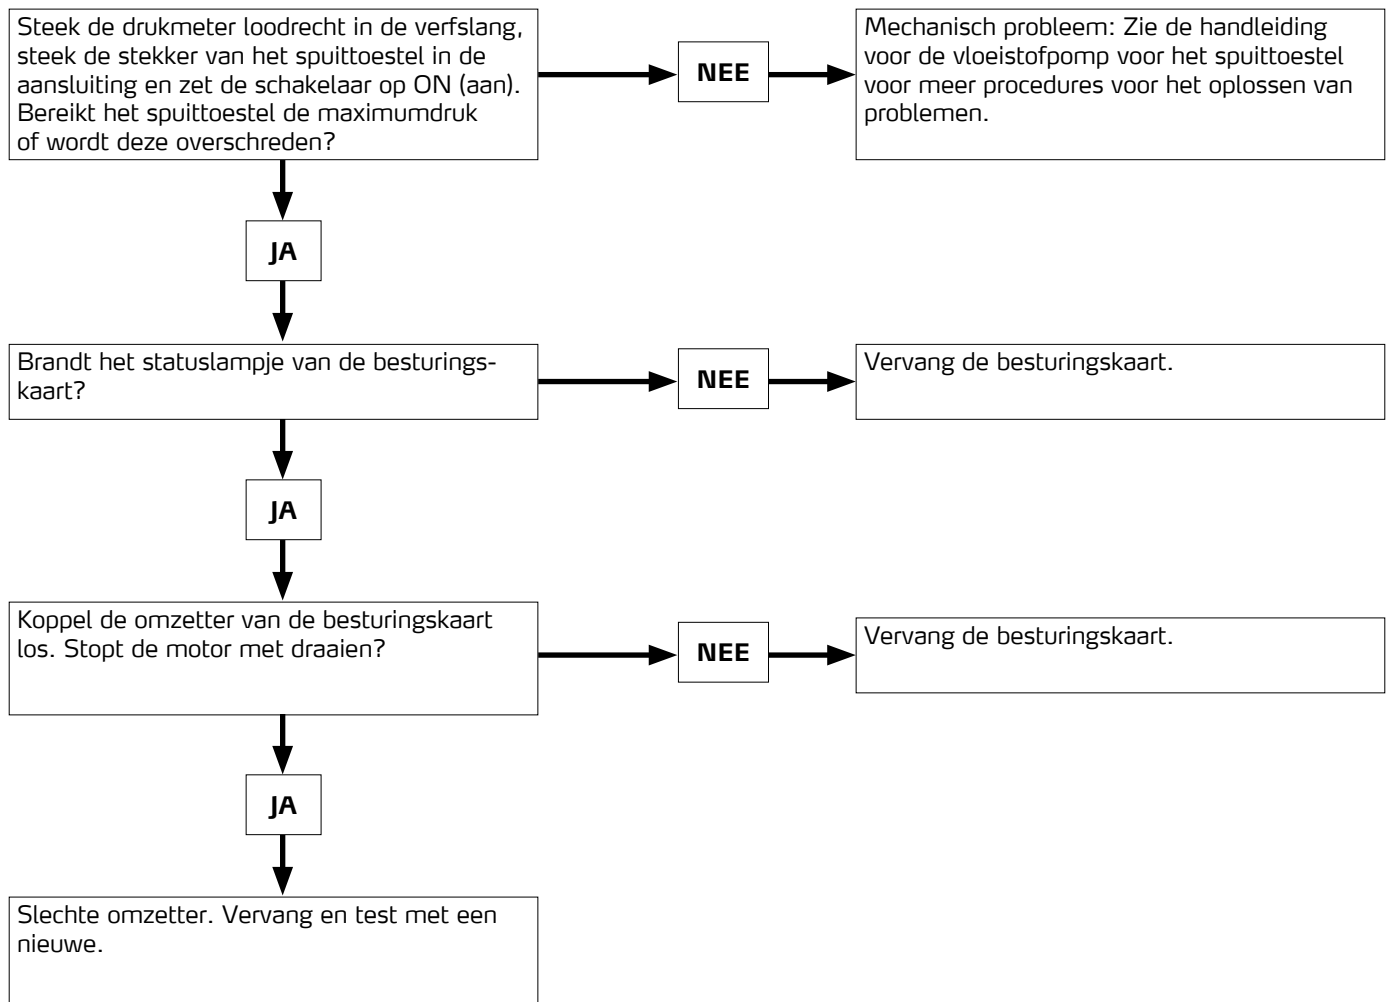 Steek de drukmeter loodrecht in de verfslang,
steek de stekker van het spuittoestel in de
aansluiting en zet de schakelaar op ON (aan).
Bereikt het spuittoestel de maximumdruk
of wordt deze overschreden?
NEE
Mechanisch probleem: Zie de handleiding
voor de vloeistofpomp voor het spuittoestel
voor meer procedures voor het oplossen van
problemen.
JA
Brandt het statuslampje van de besturings-
kaart?
NEE
Vervang de besturingskaart.
JA
Koppel de omzetter van de besturingskaart
los. Stopt de motor met draaien?
NEE
Vervang de besturingskaart.
JA
Slechte omzetter. Vervang en test met een
nieuwe.